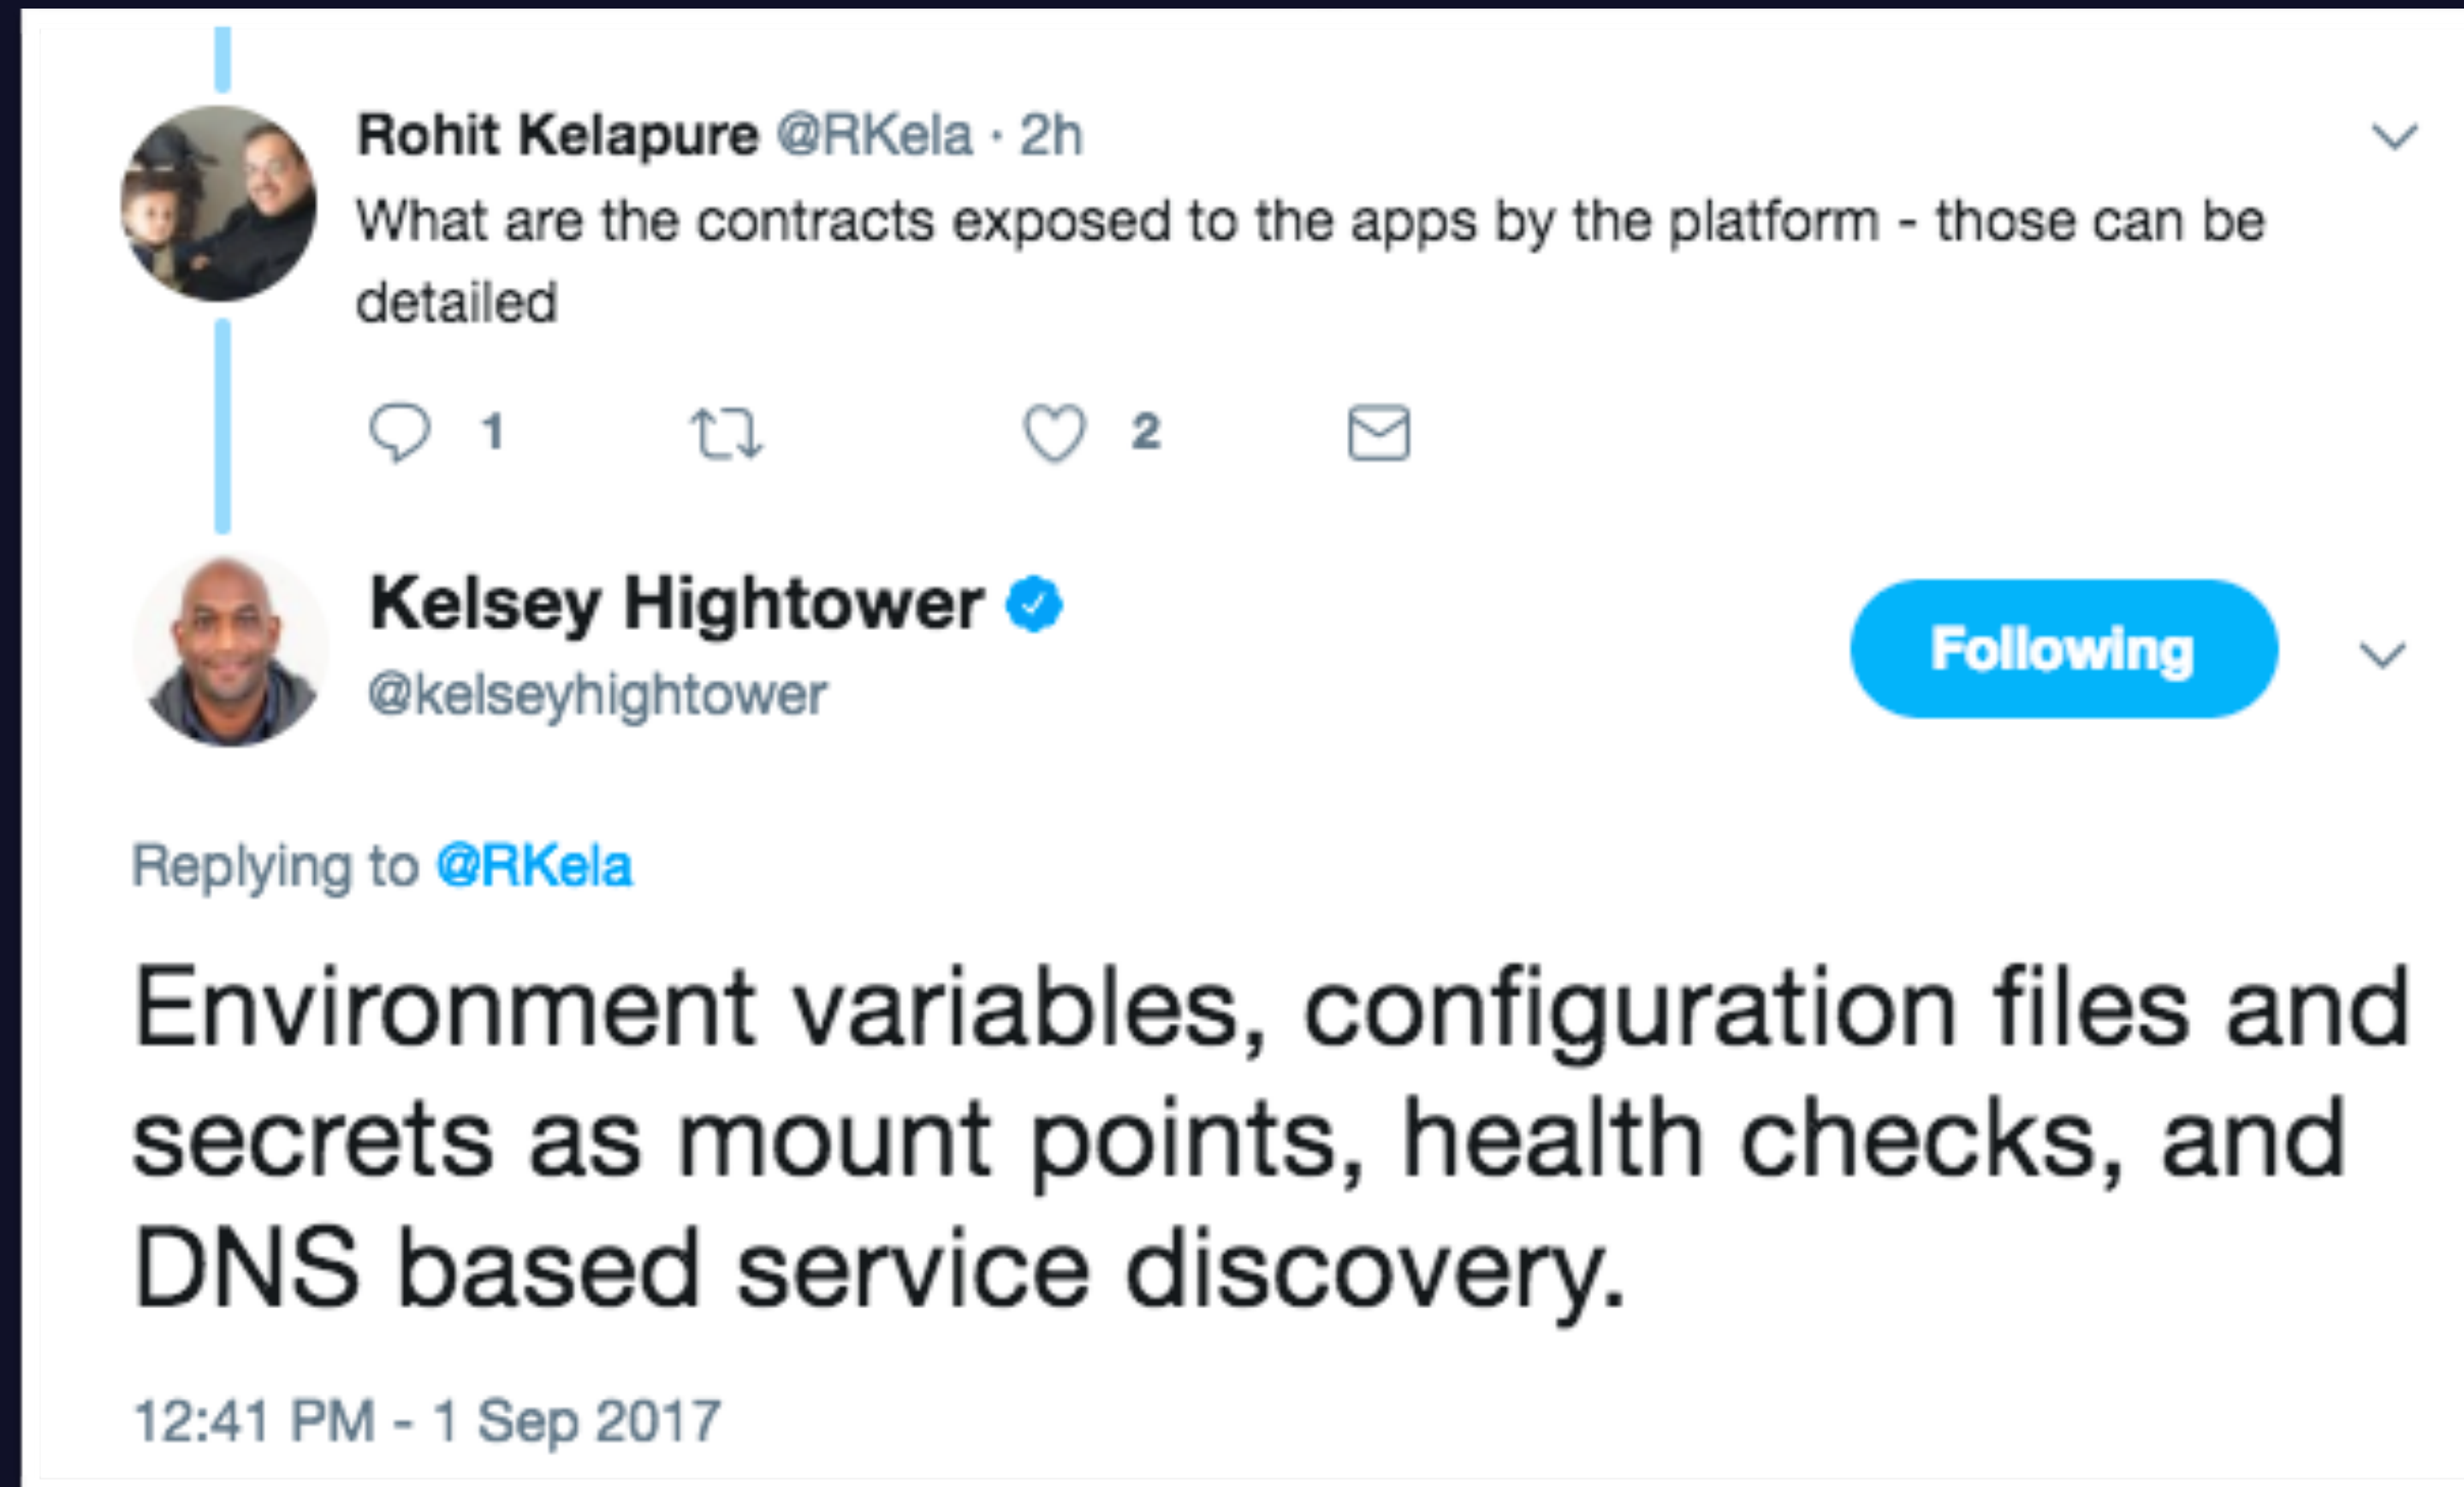 Rohit Kelapure @RKela · 2h
What are the contracts exposed to the apps by the platform - those can be
detailed
1 2
Kelsey Hightower
@kelseyhightower
Following
Replying to @RKela
Environment variables, configuration files and
secrets as mount points, health checks, and
DNS based service discovery.
12:41 PM - 1 Sep 2017